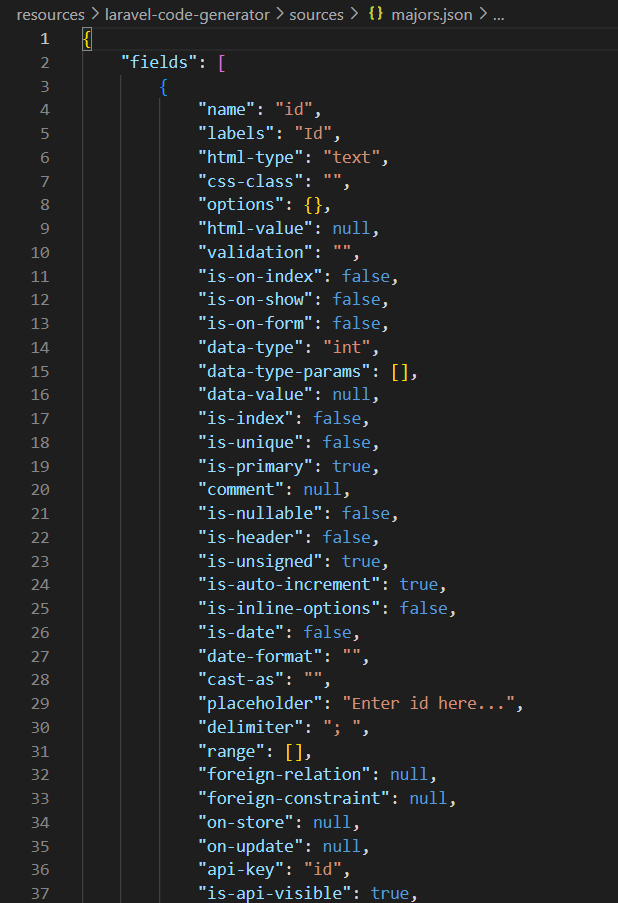 resources > laravel-code-generator > sources > {} majors.json > ...
1 {
2 "fields": [
3 {
4 "name": "id",
5 "labels": "Id",
6 "html-type": "text",
7 "css-class": "",
8 "options": {},
9 "html-value": null,
10 "validation": "",
11 "is-on-index": false,
12 "is-on-show": false,
13 "is-on-form": false,
14 "data-type": "int",
15 "data-type-params": [],
16 "data-value": null,
17 "is-index": false,
18 "is-unique": false,
19 "is-primary": true,
20 "comment": null,
21 "is-nullable": false,
22 "is-header": false,
23 "is-unsigned": true,
24 "is-auto-increment": true,
25 "is-inline-options": false,
26 "is-date": false,
27 "date-format": "",
28 "cast-as": "",
29 "placeholder": "Enter id here...",
30 "delimiter": "; ",
31 "range": [],
32 "foreign-relation": null,
33 "foreign-constraint": null,
34 "on-store": null,
35 "on-update": null,
36 "api-key": "id",
37 "is-api-visible": true,